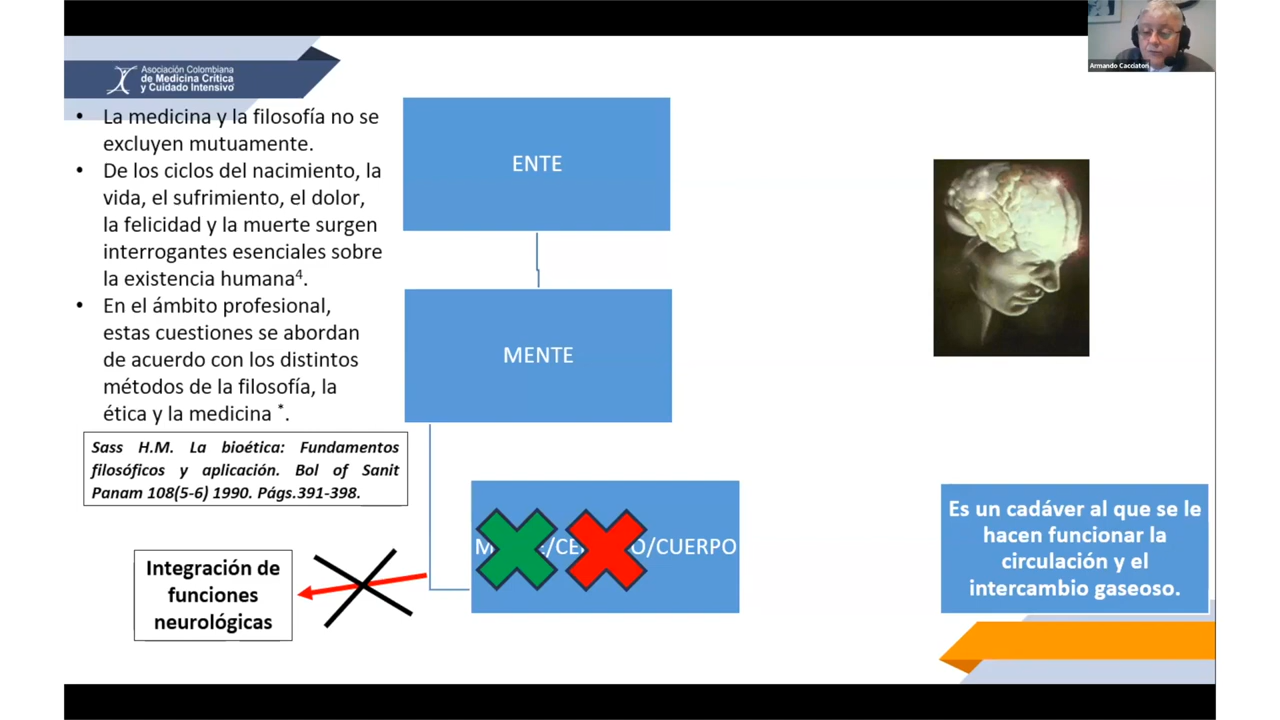 Asociación Colombiana
de Medicina Crítica
y Cuidado Intensivo
Armando Cacciatori
• La medicina y la filosofía no se
excluyen mutuamente.
• De los ciclos del nacimiento, la
vida, el sufrimiento, el dolor,
la felicidad y la muerte surgen
interrogantes esenciales sobre
la existencia humana⁴.
• En el ámbito profesional,
estas cuestiones se abordan
de acuerdo con los distintos
métodos de la filosofía, la
ética y la medicina *.
Sass H.M. La bioética: Fundamentos
filosóficos y aplicación. Bol of Sanit
Panam 108(5-6) 1990. Págs.391-398.
Integración de
funciones
neurológicas
ENTE
MENTE
/CUERPO
Es un cadáver al que se le
hacen funcionar la
circulación y el
intercambio gaseoso.